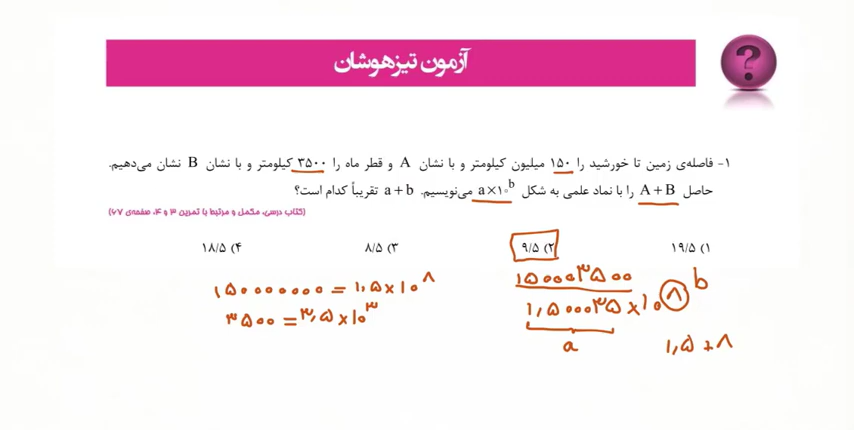 آزمون تیزهوشان
?
۱- فاصله‌ی زمین تا خورشید را ۱۵۰ میلیون کیلومتر و با نشان A و قطر ماه را ۳۵۰۰ کیلومتر و با نشان B نشان می‌دهیم.
حاصل A+B را با نماد علمی به شکل a×۱۰^b می‌نویسیم. a+b تقریباً کدام است؟
(کتاب درسی، مکمل و مرتبط با تمرین ۳ و ۴، صفحه‌ی ۶۷)
۱) ۱۹/۵ ۲) ۹/۵ ۳) ۸/۵ ۴) ۱۸/۵
۱۵۰۰۰۳۵۰۰
۱۵۰۰۰۰۰۰۰ = ۱,۵×۱۰^۸
۱,۵۰۰۰۳۵ × ۱۰^۸ b
۳۵۰۰ = ۳,۵×۱۰^۳
a
۱,۵ + ۸